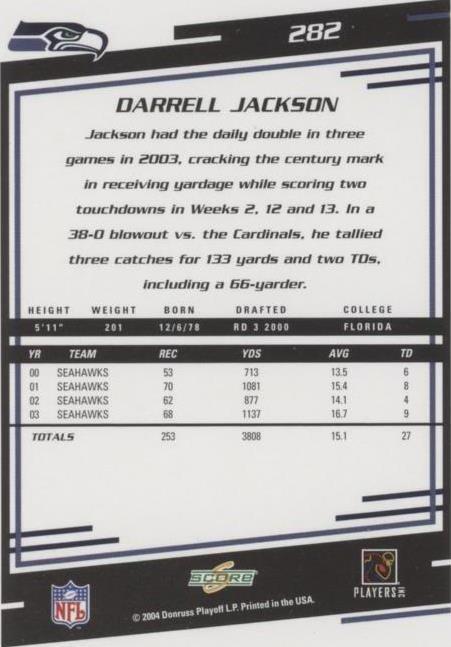 282
DARRELL JACKSON
Jackson had the daily double in three
games in 2003, cracking the century mark
in receiving yardage while scoring two
touchdowns in Weeks 2, 12 and 13. In a
38-0 blowout vs. the Cardinals, he tallied
three catches for 133 yards and two TDs,
including a 66-yarder.
HEIGHT WEIGHT BORN DRAFTED COLLEGE
5'11" 201 12/6/78 RD 3 2000 FLORIDA
YR TEAM REC YDS AVG TD
00 SEAHAWKS 53 713 13.5 6
01 SEAHAWKS 70 1081 15.4 8
02 SEAHAWKS 62 877 14.1 4
03 SEAHAWKS 68 1137 16.7 9
TOTALS 253 3808 15.1 27
NFL
SCORE
PLAYERS INC
© 2004 Donruss Playoff L.P. Printed in the USA.